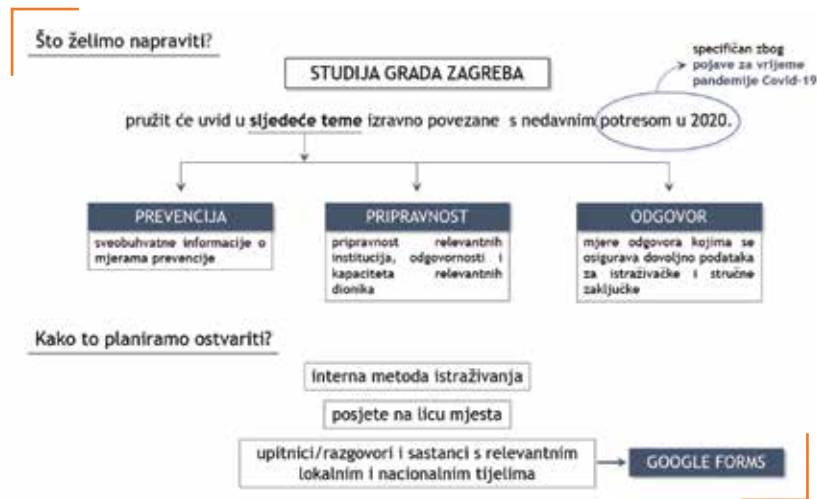 Što želimo napraviti?
STUDIJA GRADA ZAGREBA
specifičan zbog
pojave za vrijeme
pandemije Covid-19
pružit će uvid u sljedeće teme izravno povezane s nedavnim potresom u 2020.
PREVENCIJA
sveobuhvatne informacije o
mjerama prevencije
PRIPRAVNOST
pripravnost relevantnih
institucija, odgovornosti i
kapaciteta relevantnih
dionika
ODGOVOR
mjere odgovora kojima se
osigurava dovoljno podataka
za istraživačke i stručne
zaključke
Kako to planiramo ostvariti?
interna metoda istraživanja
posjete na licu mjesta
upitnici/razgovori i sastanci s relevantnim
lokalnim i nacionalnim tijelima
GOOGLE FORMS